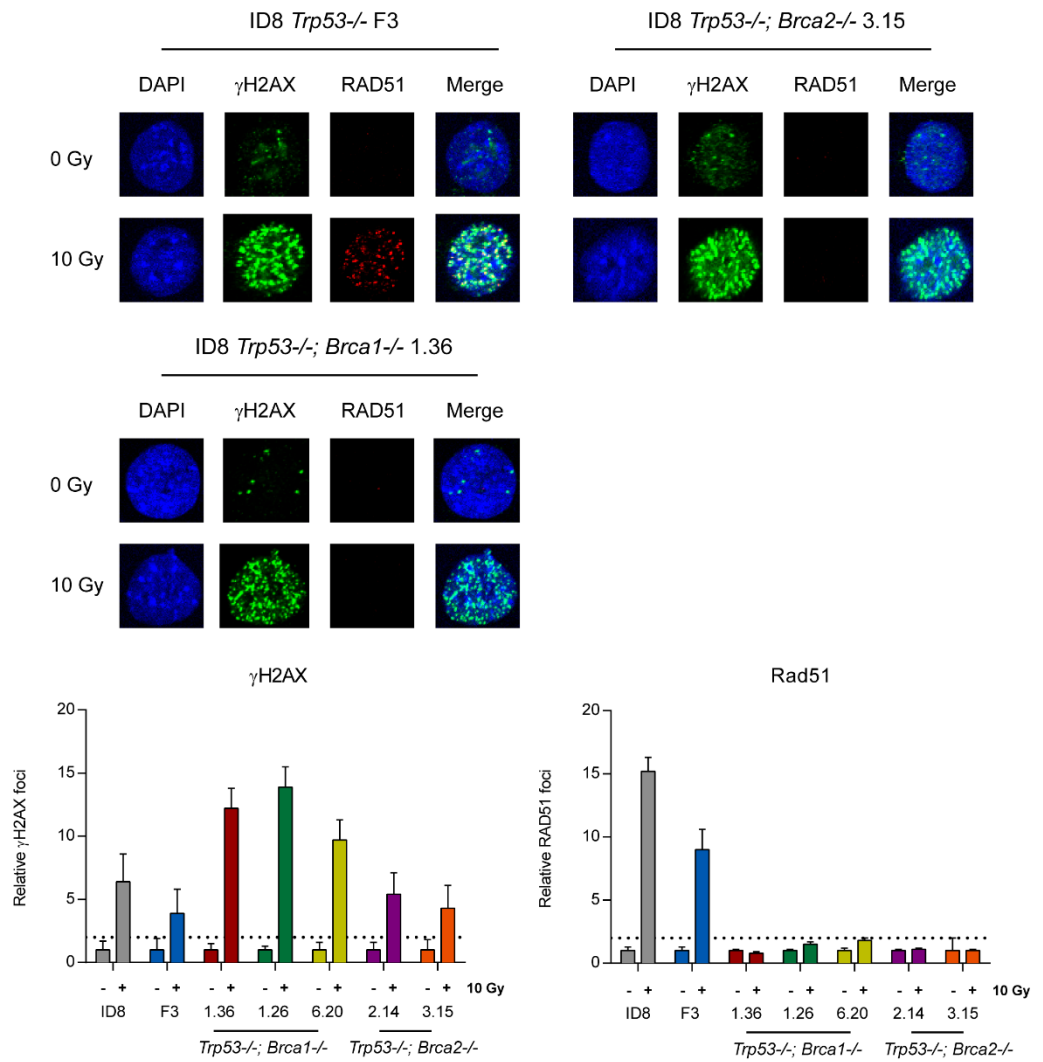 ID8 Trp53-/- F3
DAPI γH2AX RAD51 Merge
0 Gy
10 Gy
ID8 Trp53-/-; Brca2-/- 3.15
DAPI γH2AX RAD51 Merge
ID8 Trp53-/-; Brca1-/- 1.36
DAPI γH2AX RAD51 Merge
0 Gy
10 Gy
γH2AX
Relative γH2AX foci
20
15
10
5
0
- + - + - + - + - + - + - + 10 Gy
ID8 F3 1.36 1.26 6.20 2.14 3.15
Trp53-/-; Brca1-/- Trp53-/-; Brca2-/-
Rad51
Relative RAD51 foci
20
15
10
5
0
- + - + - + - + - + - + - + 10 Gy
ID8 F3 1.36 1.26 6.20 2.14 3.15
Trp53-/-; Brca1-/- Trp53-/-; Brca2-/-